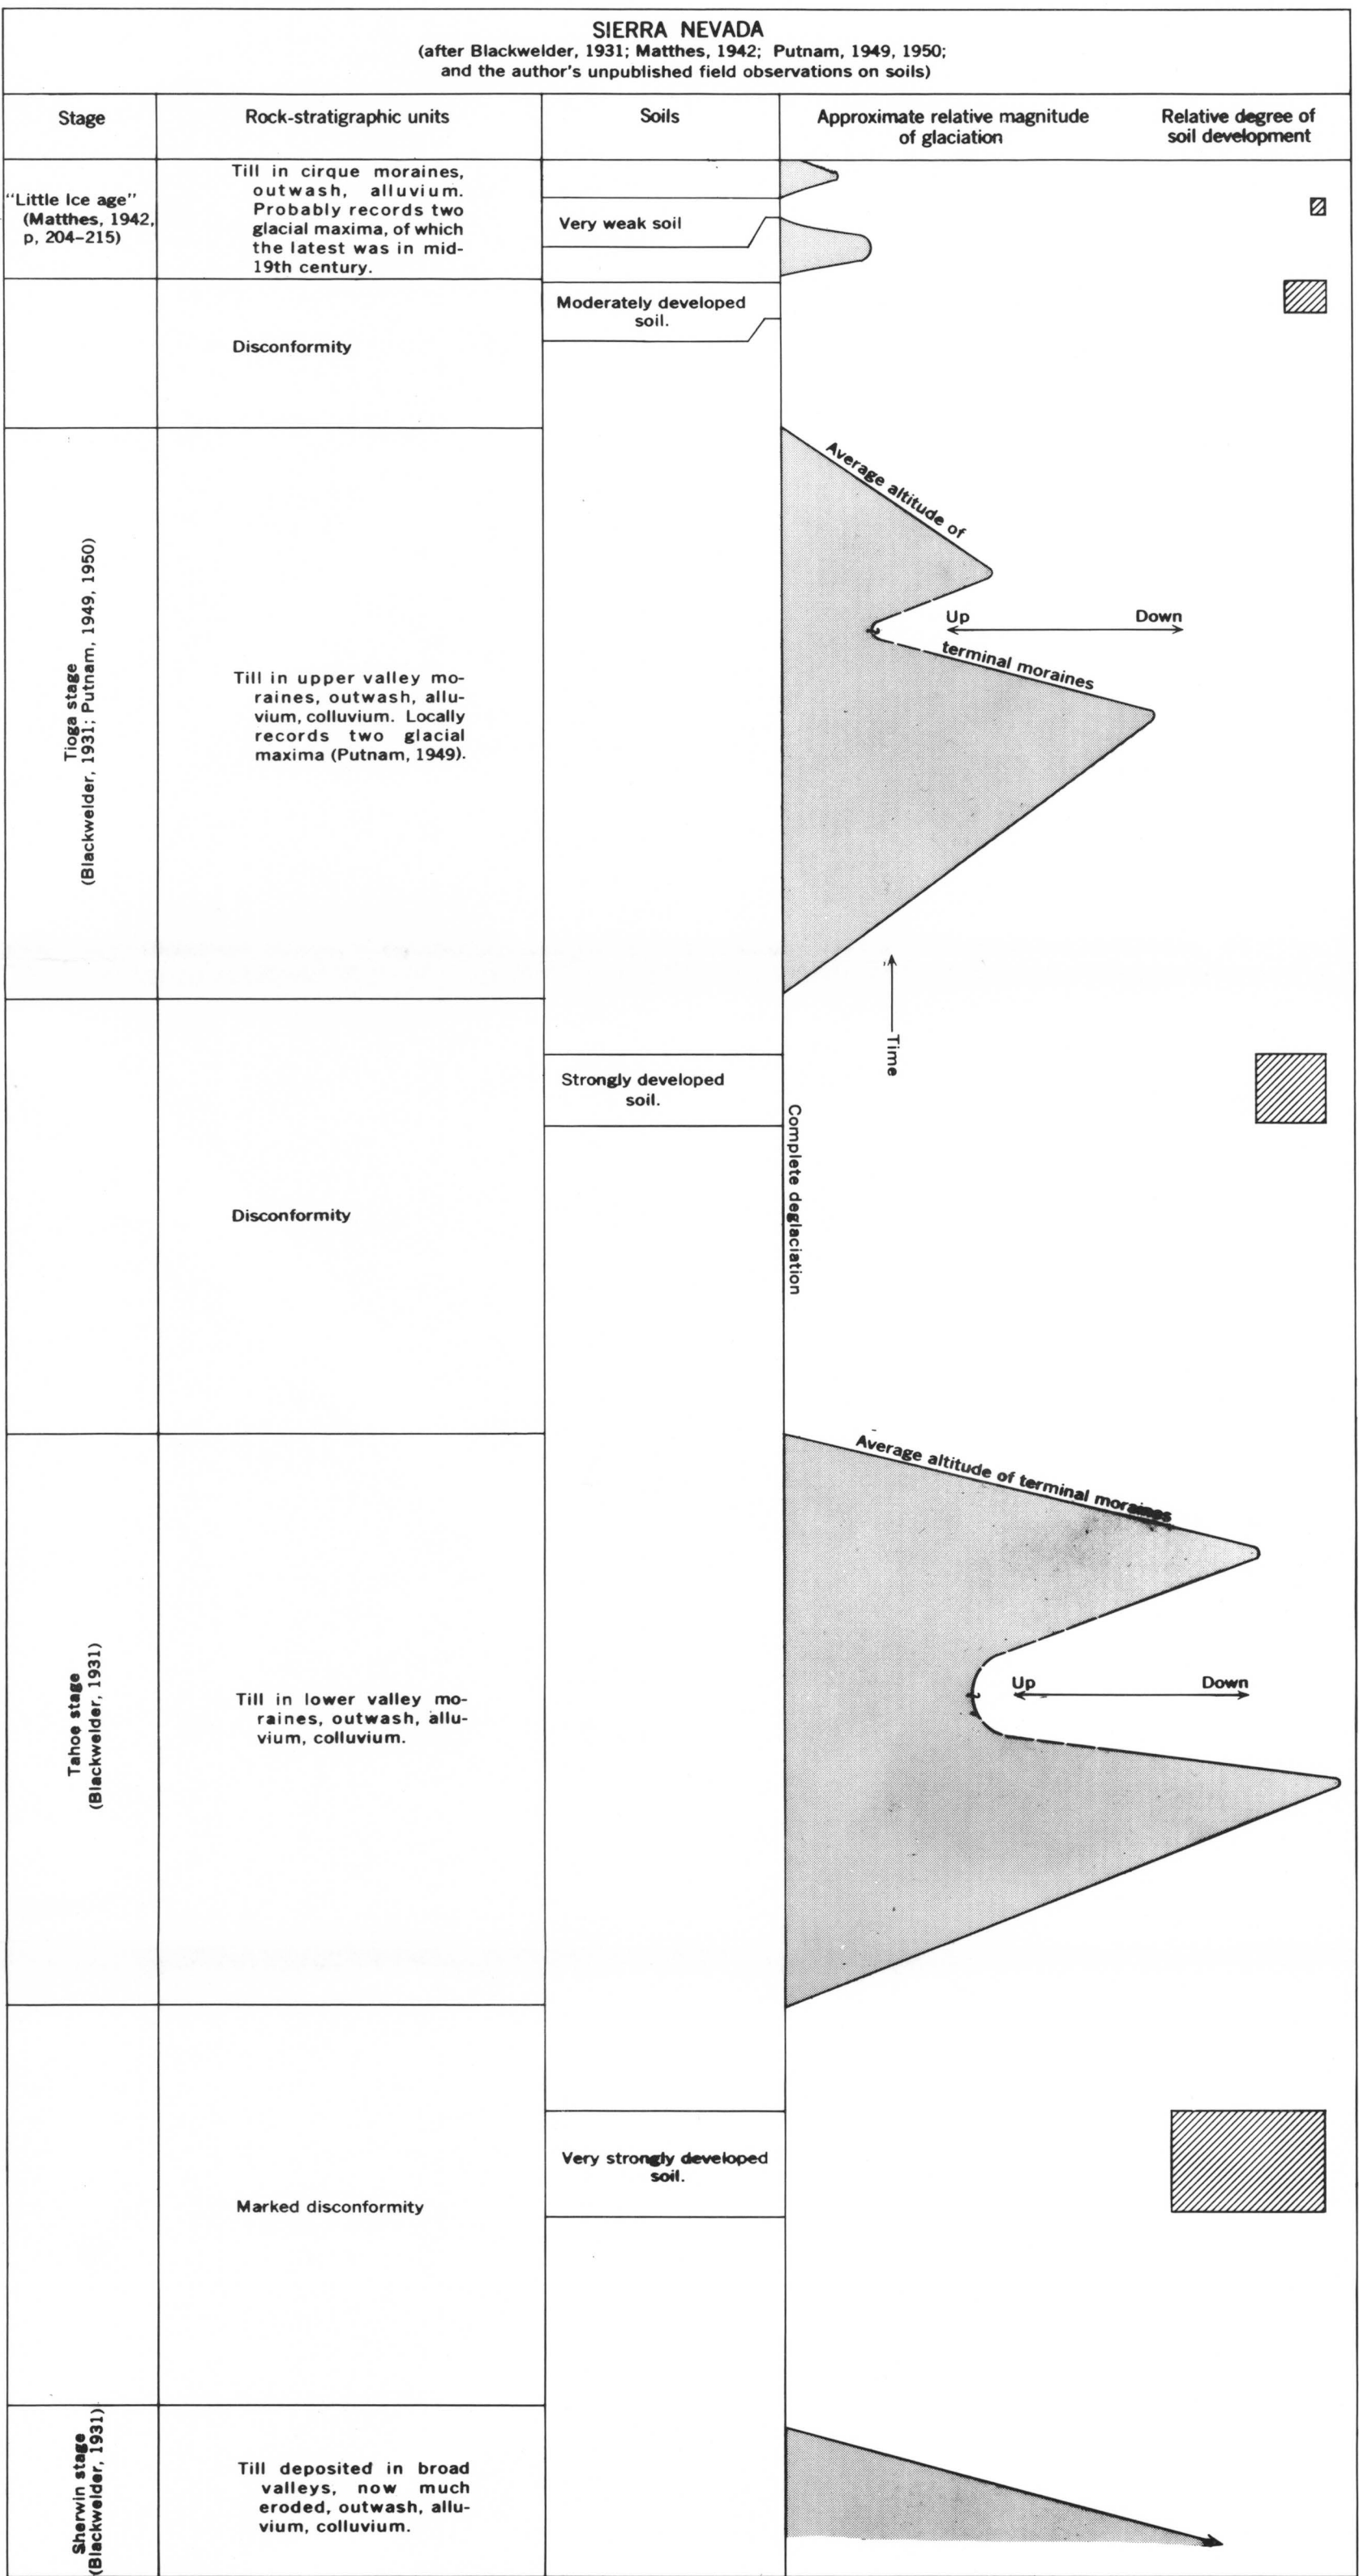 SIERRA NEVADA
(after Blackwelder, 1931; Matthes, 1942; Putnam, 1949, 1950;
and the author's unpublished field observations on soils)
Stage
Rock-stratigraphic units
Soils
Approximate relative magnitude
of glaciation
Relative degree of
soil development
"Little Ice age"
(Matthes, 1942,
p, 204-215)
Till in cirque moraines,
outwash, alluvium.
Probably records two
glacial maxima, of which
the latest was in mid-
19th century.
Very weak soil
Moderately developed
soil.
Disconformity
Tioga stage
(Blackwelder, 1931; Putnam, 1949, 1950)
Till in upper valley mo-
raines, outwash, allu-
vium, colluvium. Locally
records two glacial
maxima (Putnam, 1949).
Average altitude of
Up
Down
terminal moraines
?
Time
Strongly developed
soil.
Complete deglaciation
Disconformity
Tahoe stage
(Blackwelder, 1931)
Till in lower valley mo-
raines, outwash, allu-
vium, colluvium.
Average altitude of terminal moraines
Up
Down
?
Very strongly developed
soil.
Marked disconformity
Sherwin stage
(Blackwelder, 1931)
Till deposited in broad
valleys, now much
eroded, outwash, allu-
vium, colluvium.